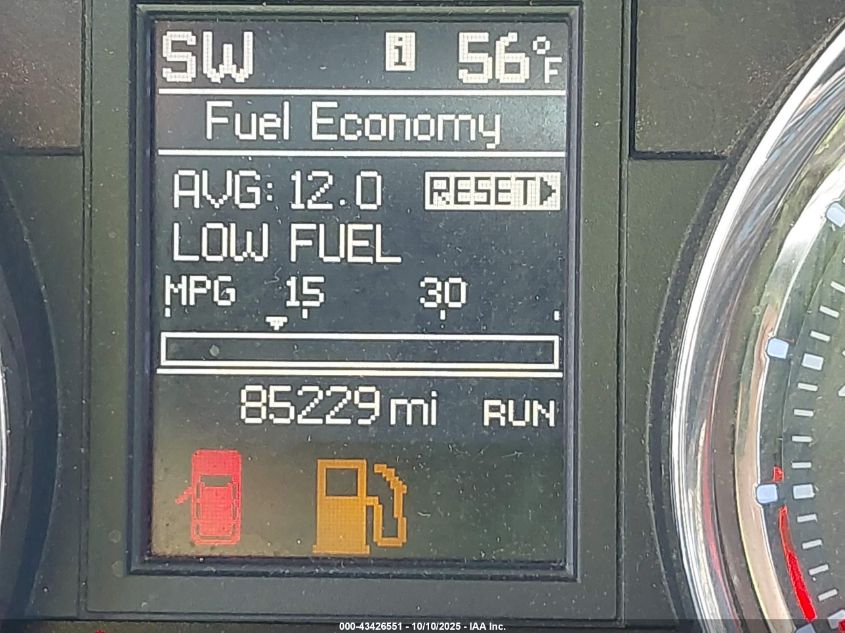 SW i 56°F
Fuel Economy
AVG: 12.0 RESET
LOW FUEL
MPG 15 30
85229 mi RUN
000-43426551 - 10/10/2025 - IAA Inc.